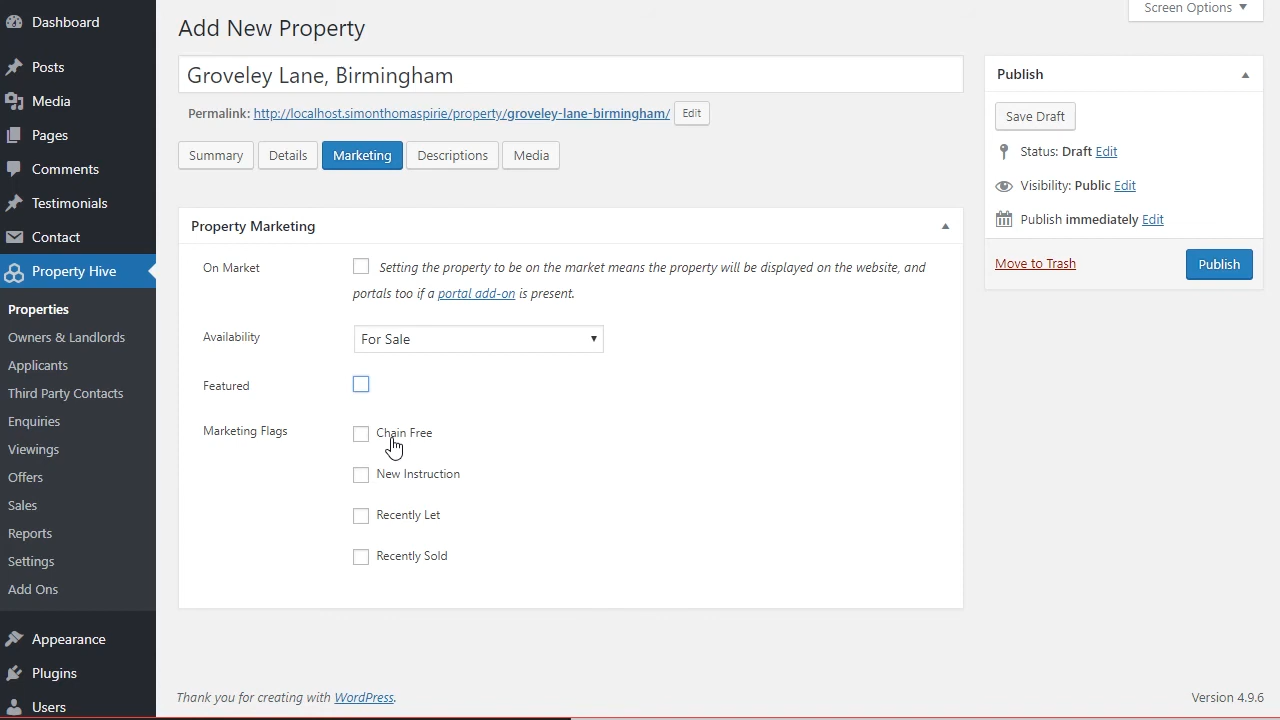 Dashboard
Posts
Media
Pages
Comments
Testimonials
Contact
Property Hive
Properties
Owners & Landlords
Applicants
Third Party Contacts
Enquiries
Viewings
Offers
Sales
Reports
Settings
Add Ons
Appearance
Plugins
Users
Screen Options
Add New Property
Groveley Lane, Birmingham
Permalink: http://localhost.simonthomaspirie/property/groveley-lane-birmingham/ Edit
Summary Details Marketing Descriptions Media
Property Marketing
On Market Setting the property to be on the market means the property will be displayed on the website, and
portals too if a portal add-on is present.
Availability For Sale
Featured
Marketing Flags Chain Free
New Instruction
Recently Let
Recently Sold
Publish
Save Draft
Status: Draft Edit
Visibility: Public Edit
Publish immediately Edit
Move to Trash Publish
Thank you for creating with WordPress. Version 4.9.6